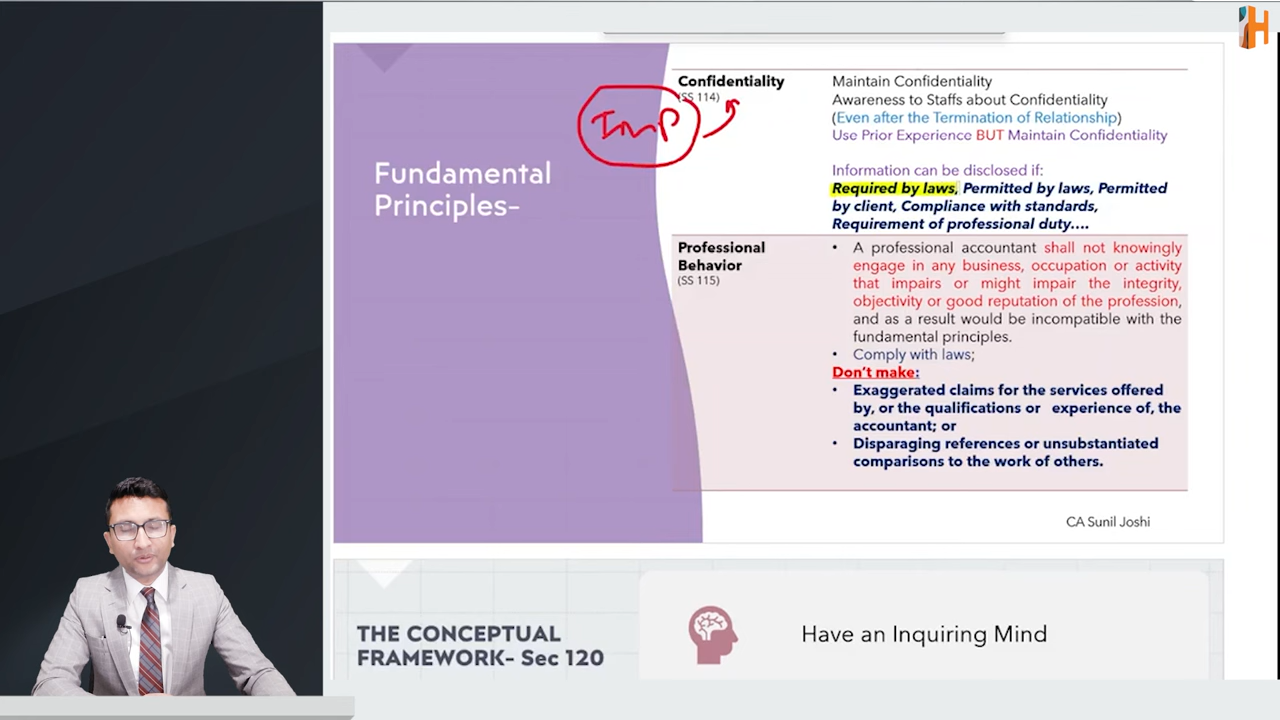 H
Confidentiality
(SS 114)
IMP
Maintain Confidentiality
Awareness to Staffs about Confidentiality
(Even after the Termination of Relationship)
Use Prior Experience BUT Maintain Confidentiality
Information can be disclosed if:
Required by laws, Permitted by laws, Permitted
by client, Compliance with standards,
Requirement of professional duty....
Fundamental
Principles-
Professional
Behavior
(SS 115)
• A professional accountant shall not knowingly
engage in any business, occupation or activity
that impairs or might impair the integrity,
objectivity or good reputation of the profession,
and as a result would be incompatible with the
fundamental principles.
• Comply with laws;
Don't make:
• Exaggerated claims for the services offered
by, or the qualifications or experience of, the
accountant; or
• Disparaging references or unsubstantiated
comparisons to the work of others.
CA Sunil Joshi
THE CONCEPTUAL
FRAMEWORK- Sec 120
Have an Inquiring Mind